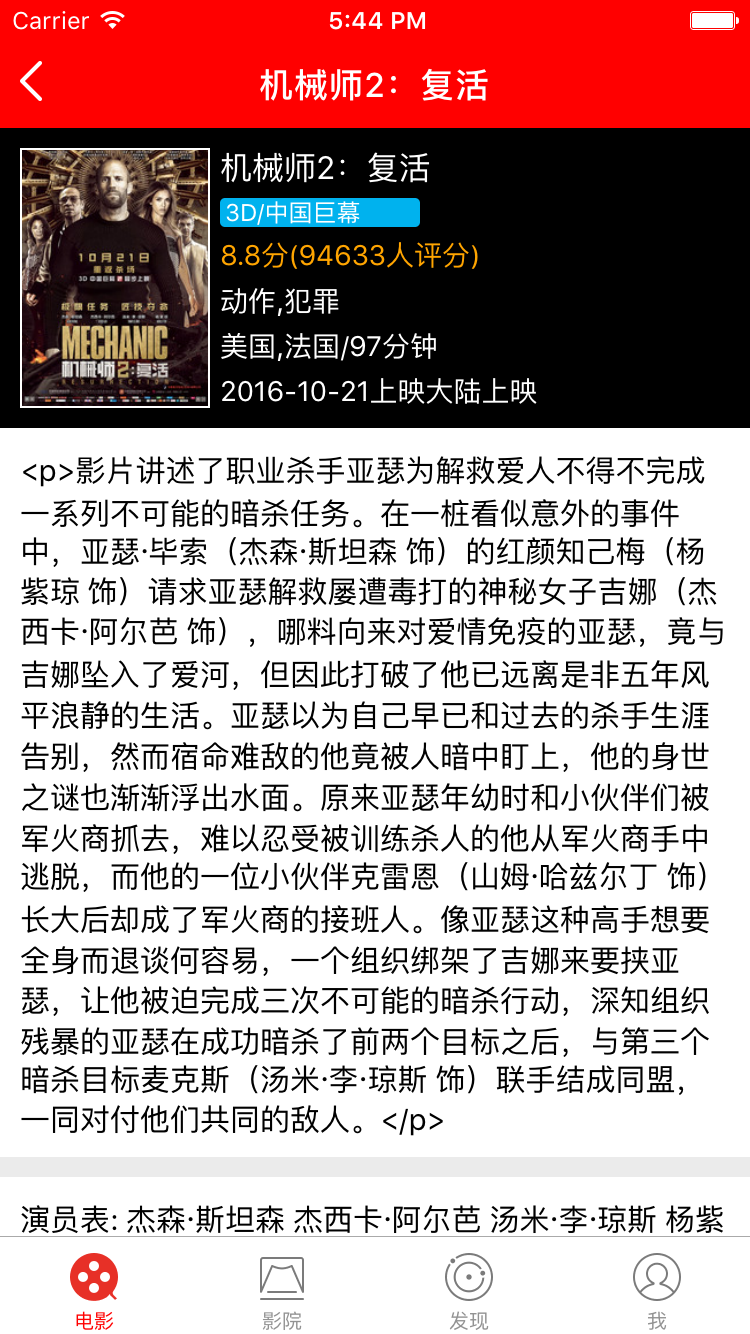 Carrier
5:44 PM
机械师2：复活
10月21日
重返杀场
MECHANIC
机械师2:复活
RESURRECTION
机械师2：复活
3D/中国巨幕
8.8分(94633人评分)
动作,犯罪
美国,法国/97分钟
2016-10-21上映大陆上映
<p>影片讲述了职业杀手亚瑟为解救爱人不得不完成
一系列不可能的暗杀任务。在一桩看似意外的事件
中，亚瑟·毕索（杰森·斯坦森 饰）的红颜知己梅（杨
紫琼 饰）请求亚瑟解救屡遭毒打的神秘女子吉娜（杰
西卡·阿尔芭 饰），哪料向来对爱情免疫的亚瑟，竟与
吉娜坠入了爱河，但因此打破了他已远离是非五年风
平浪静的生活。亚瑟以为自己早已和过去的杀手生涯
告别，然而宿命难敌的他竟被人暗中盯上，他的身世
之谜也渐渐浮出水面。原来亚瑟年幼时和小伙伴们被
军火商抓去，难以忍受被训练杀人的他从军火商手中
逃脱，而他的一位小伙伴克雷恩（山姆·哈兹尔丁 饰）
长大后却成了军火商的接班人。像亚瑟这种高手想要
全身而退谈何容易，一个组织绑架了吉娜来要挟亚
瑟，让他被迫完成三次不可能的暗杀行动，深知组织
残暴的亚瑟在成功暗杀了前两个目标之后，与第三个
暗杀目标麦克斯（汤米·李·琼斯 饰）联手结成同盟，
一同对付他们共同的敌人。</p>
演员表: 杰森·斯坦森 杰西卡·阿尔芭 汤米·李·琼斯 杨紫
电影
影院
发现
我